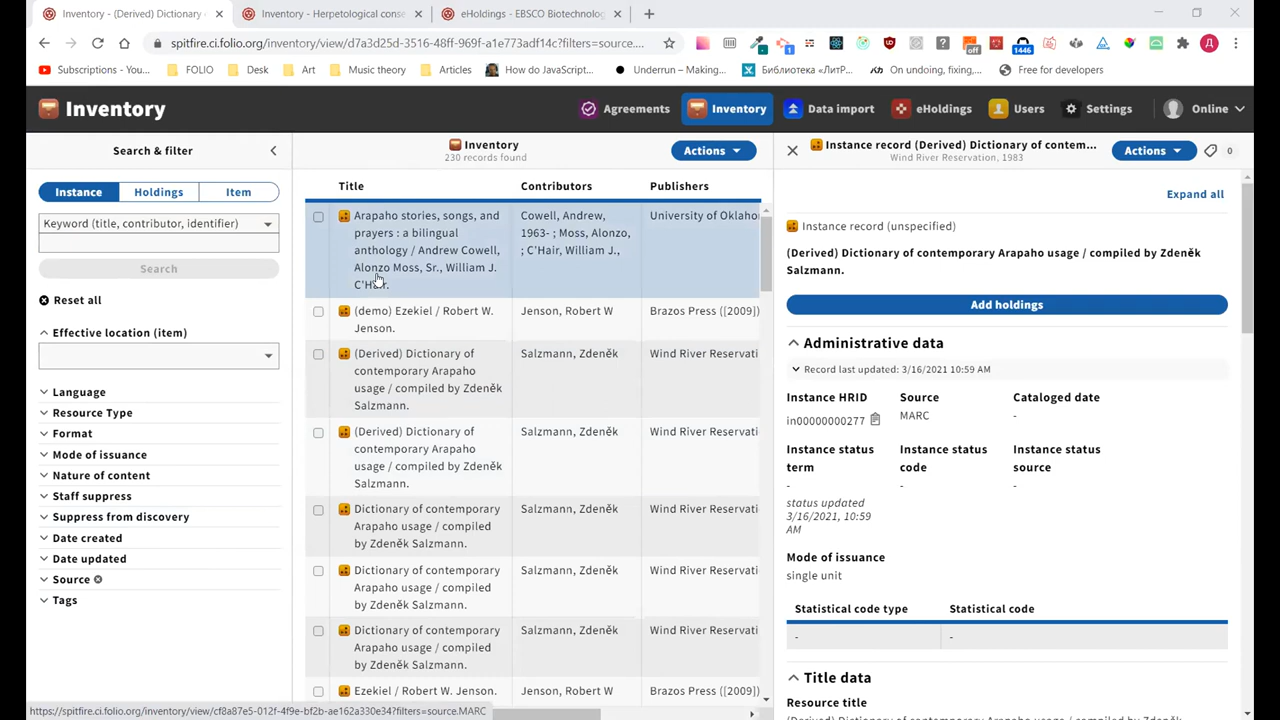 Inventory - (Derived) Dictionary
Inventory - Herpetological conse
eHoldings - EBSCO Biotechnolog
spitfire.ci.folio.org/inventory/view/d7a3d25d-3516-48ff-969f-a1e773adf14c?filters=source....
off
1446
Д
Subscriptions - You...
FOLIO
Desk
Art
Music theory
Articles
How do JavaScript...
Underrun – Making...
Библиотека «ЛитР...
On undoing, fixing,...
Free for developers
Inventory
Agreements
Inventory
Data import
eHoldings
Users
Settings
Online
Search & filter
Instance
Holdings
Item
Keyword (title, contributor, identifier)
Search
Reset all
Effective location (item)
Language
Resource Type
Format
Mode of issuance
Nature of content
Staff suppress
Suppress from discovery
Date created
Date updated
Source
Tags
Inventory
230 records found
Actions
Title
Contributors
Publishers
Arapaho stories, songs, and
prayers : a bilingual
anthology / Andrew Cowell,
Alonzo Moss, Sr., William J.
C'Hair.
Cowell, Andrew,
1963- ; Moss, Alonzo,
; C'Hair, William J.,
University of Oklaho
(demo) Ezekiel / Robert W.
Jenson.
Jenson, Robert W
Brazos Press ([2009])
(Derived) Dictionary of
contemporary Arapaho
usage / compiled by Zdeněk
Salzmann.
Salzmann, Zdeněk
Wind River Reservati
(Derived) Dictionary of
contemporary Arapaho
usage / compiled by Zdeněk
Salzmann.
Salzmann, Zdeněk
Wind River Reservati
Dictionary of contemporary
Arapaho usage / compiled
by Zdeněk Salzmann.
Salzmann, Zdeněk
Wind River Reservati
Dictionary of contemporary
Arapaho usage / compiled
by Zdeněk Salzmann.
Salzmann, Zdeněk
Wind River Reservati
Dictionary of contemporary
Arapaho usage / compiled
by Zdeněk Salzmann.
Salzmann, Zdeněk
Wind River Reservati
Ezekiel / Robert W. Jenson.
Jenson, Robert W
Brazos Press ([2009])
Instance record (Derived) Dictionary of contem...
Wind River Reservation, 1983
Actions
0
Expand all
Instance record (unspecified)
(Derived) Dictionary of contemporary Arapaho usage / compiled by Zdeněk
Salzmann.
Add holdings
Administrative data
Record last updated: 3/16/2021 10:59 AM
Instance HRID
Source
Cataloged date
in00000000277
MARC
-
Instance status
term
Instance status
code
Instance status
source
-
-
-
status updated
3/16/2021, 10:59
AM
Mode of issuance
single unit
Statistical code type
Statistical code
-
-
Title data
Resource title
(Derived) Dictionary of contemporary Arapaho usage / compiled by Zdeněk
https://spitfire.ci.folio.org/inventory/view/cf8a87e5-012f-4f9e-bf2b-ae162a330e34?filters=source.MARC